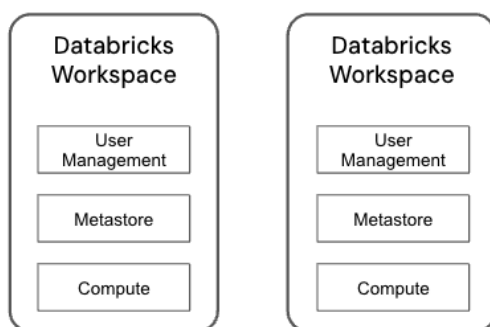 Databricks
Workspace
User
Management
Metastore
Compute
Databricks
Workspace
User
Management
Metastore
Compute